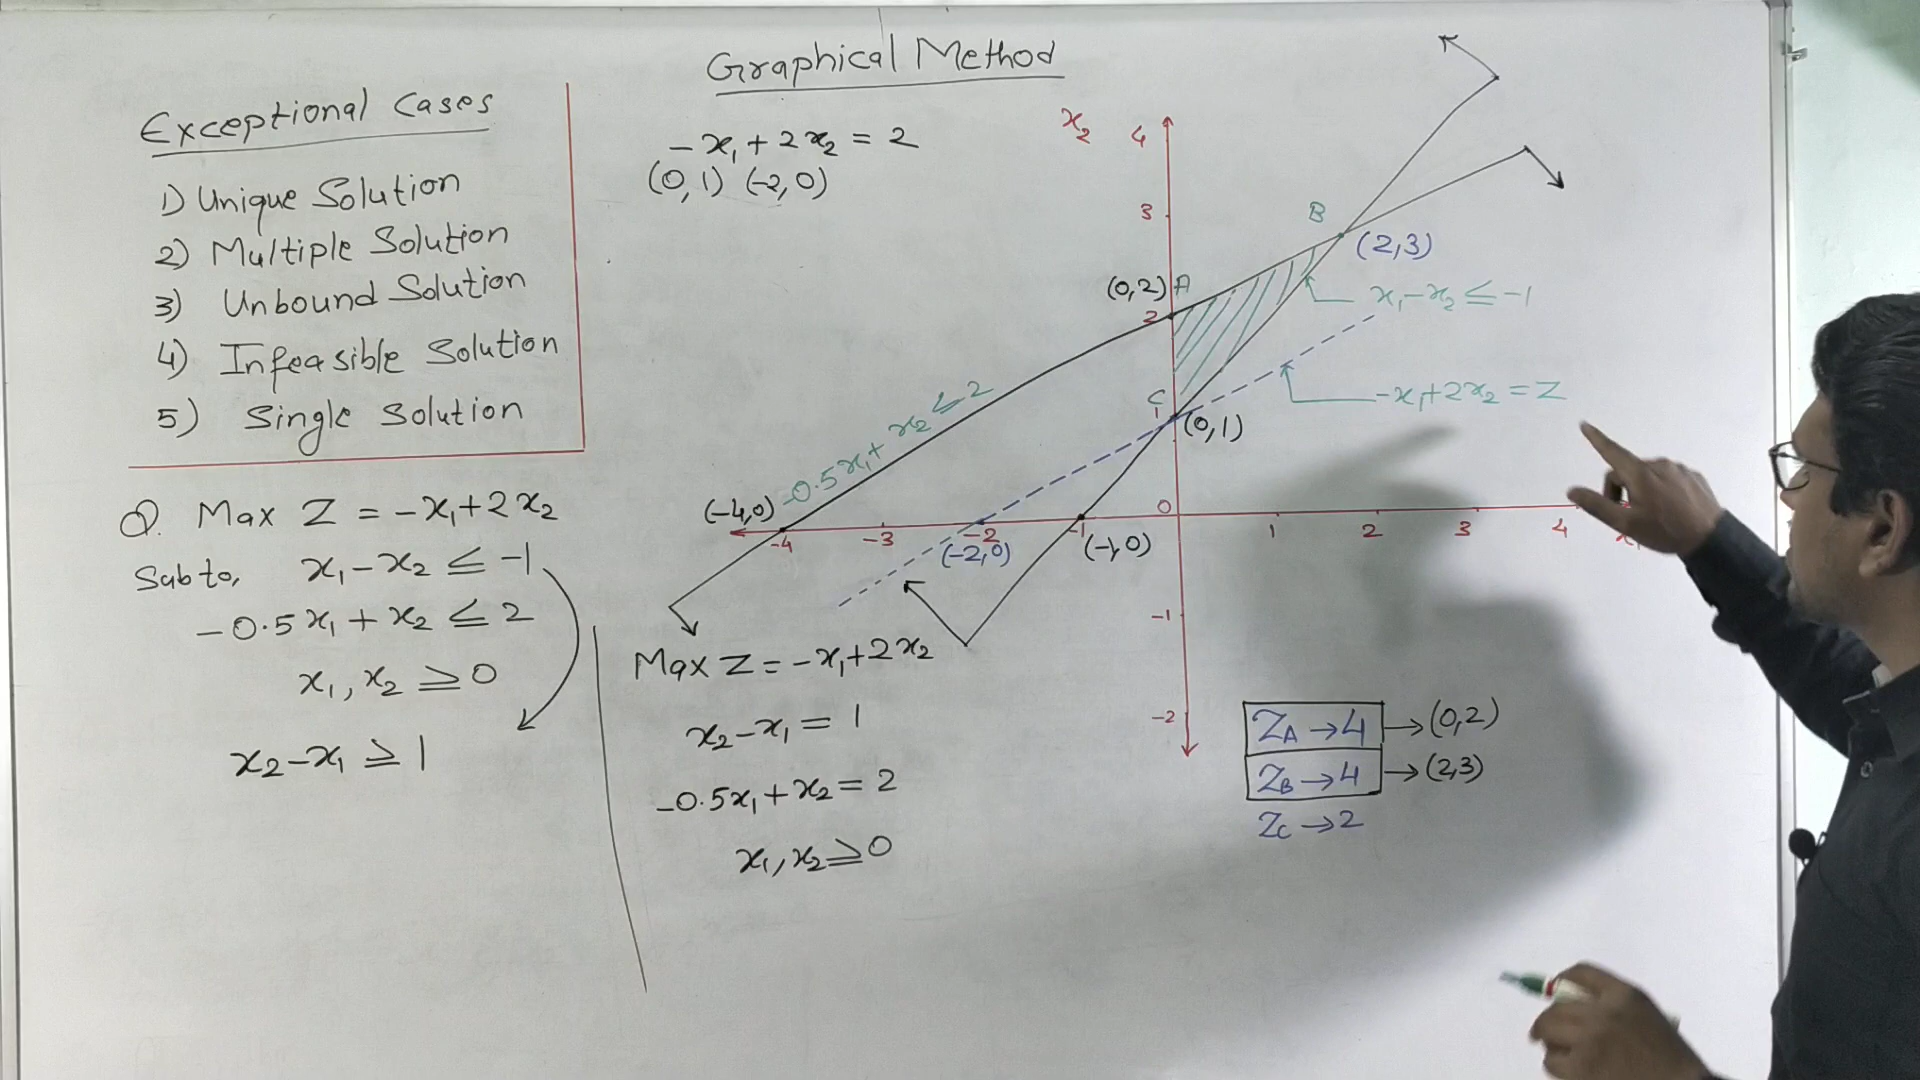 Graphical Method
Exceptional Cases
1) Unique Solution
2) Multiple Solution
3) Unbound Solution
4) Infeasible Solution
5) Single Solution
Q. Max Z = -x₁+2x₂
Sub to, x₁-x₂ ≤ -1
-0.5x₁+x₂ ≤ 2
x₁, x₂ ≥ 0
x₂-x₁ ≥ 1
-x₁+2x₂ = 2
(0,1) (-2,0)
Max Z = -x₁+2x₂
x₂-x₁ = 1
-0.5x₁+x₂ = 2
x₁, x₂ ≥ 0
x₂ 4
3
B
(2,3)
(0,2) A
2
x₁-x₂ ≤ -1
-x₁+2x₂ = Z
-0.5x₁+x₂ ≤ 2
C
1
(0,1)
(-4,0)
0
-4 -3 -2 -1 1 2 3 4 x₁
(-2,0) (-1,0)
-1
-2
Z_A → 4 → (0,2)
Z_B → 4 → (2,3)
Z_C → 2